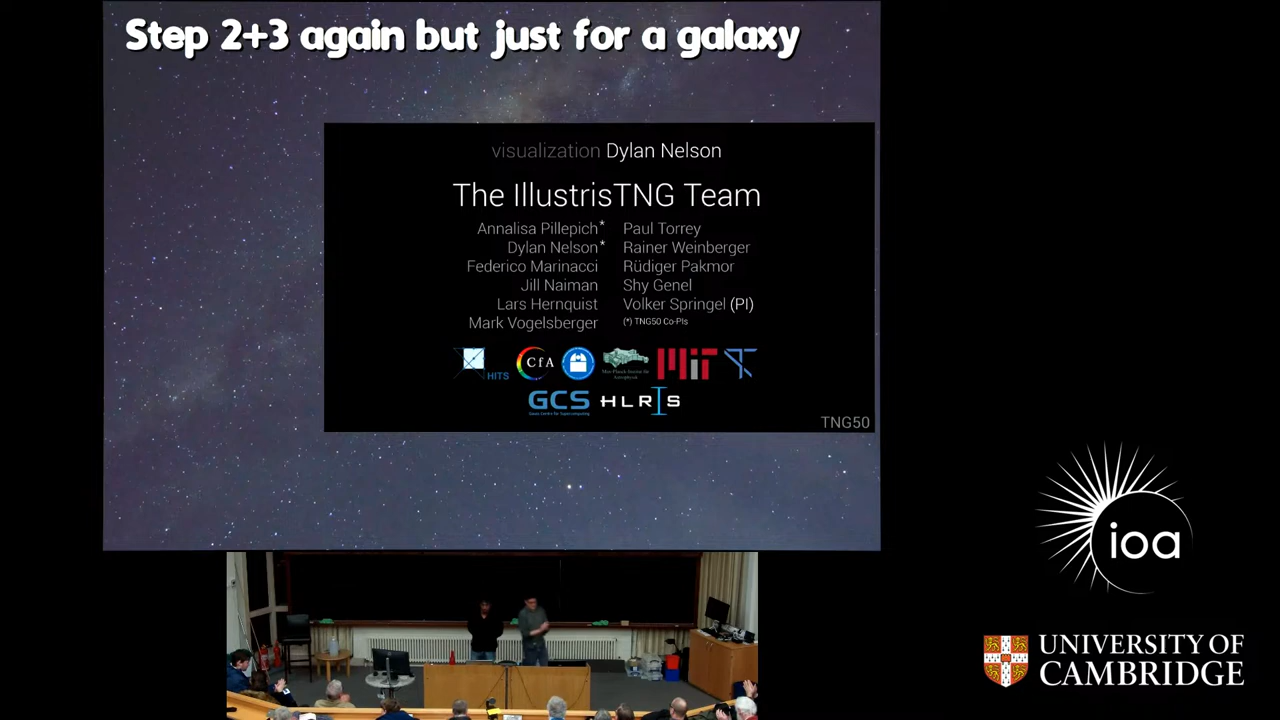 Step 2+3 again but just for a galaxy
visualization Dylan Nelson
The IllustrisTNG Team
Annalisa Pillepich* Paul Torrey
Dylan Nelson* Rainer Weinberger
Federico Marinacci Rüdiger Pakmor
Jill Naiman Shy Genel
Lars Hernquist Volker Springel (PI)
Mark Vogelsberger (*) TNG50 Co-PIs
HITS CfA MIT
GCS HLRIS
TNG50
ioa
UNIVERSITY OF
CAMBRIDGE